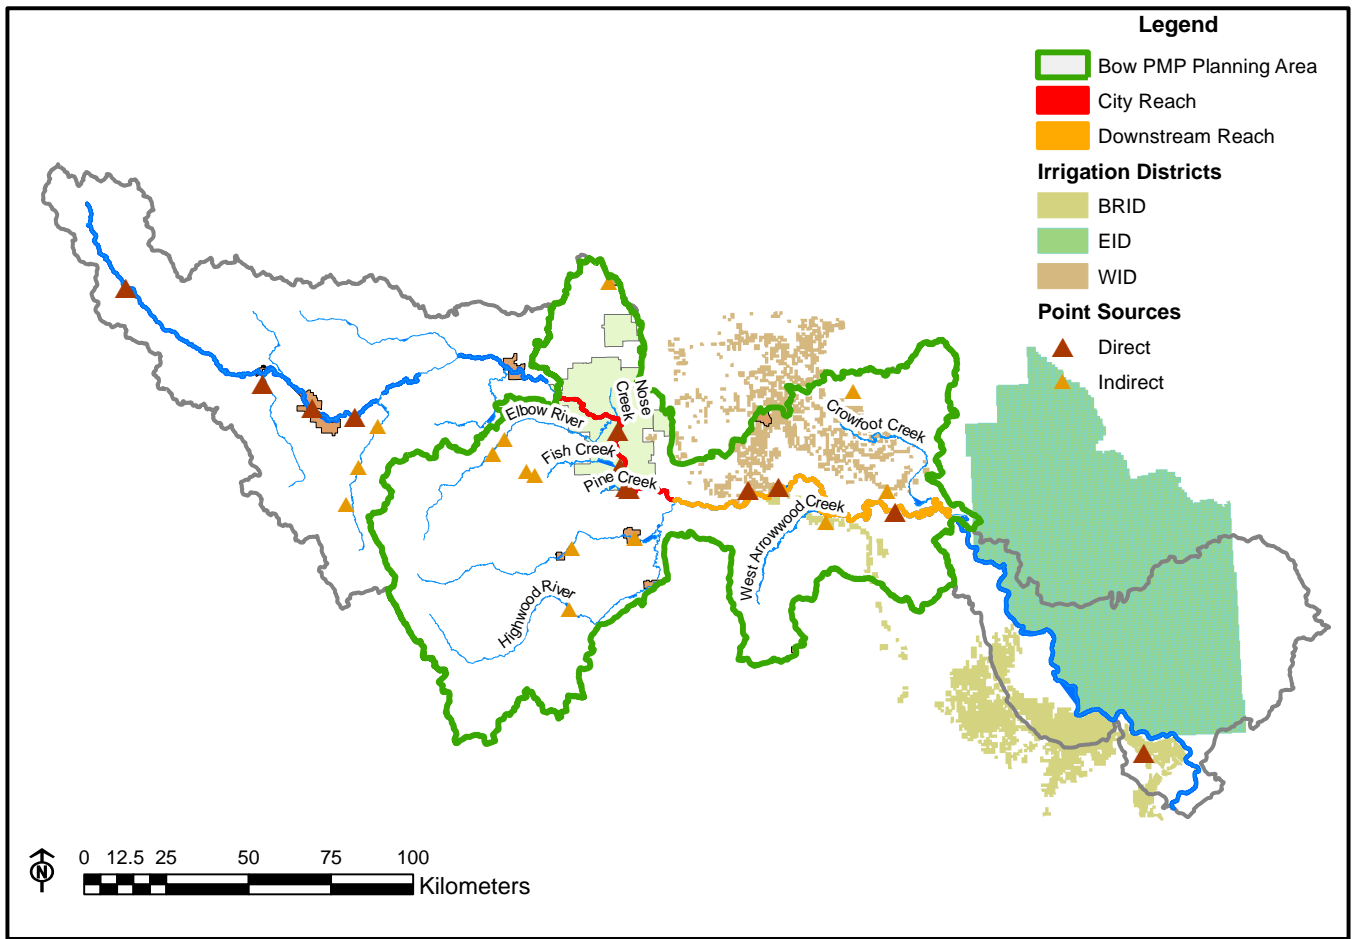 Legend
Bow PMP Planning Area
City Reach
Downstream Reach
Irrigation Districts
BRID
EID
WID
Point Sources
Direct
Indirect
Nose
Creek
Elbow River
Fish Creek
Pine Creek
Crowfoot Creek
West Arrowwood Creek
Highwood River
0 12.5 25 50 75 100
Kilometers
N